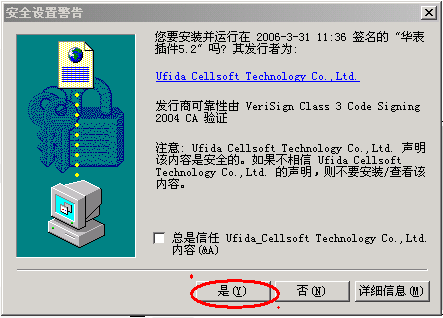 安全设置警告
您要安装并运行在 2006-3-31 11:36 签名的“华表
插件5.2”吗? 其发行者为:
Ufida Cellsoft Technology Co.,Ltd.
发行商可靠性由 VeriSign Class 3 Code Signing
2004 CA 验证
注意: Ufida Cellsoft Technology Co.,Ltd. 声明
该内容是安全的。如果不相信 Ufida Cellsoft
Technology Co.,Ltd. 的声明，则不要安装/查看该
内容。
总是信任 Ufida_Cellsoft Technology Co.,Ltd.
内容(&A)
是(Y)
否(N)
详细信息(M)